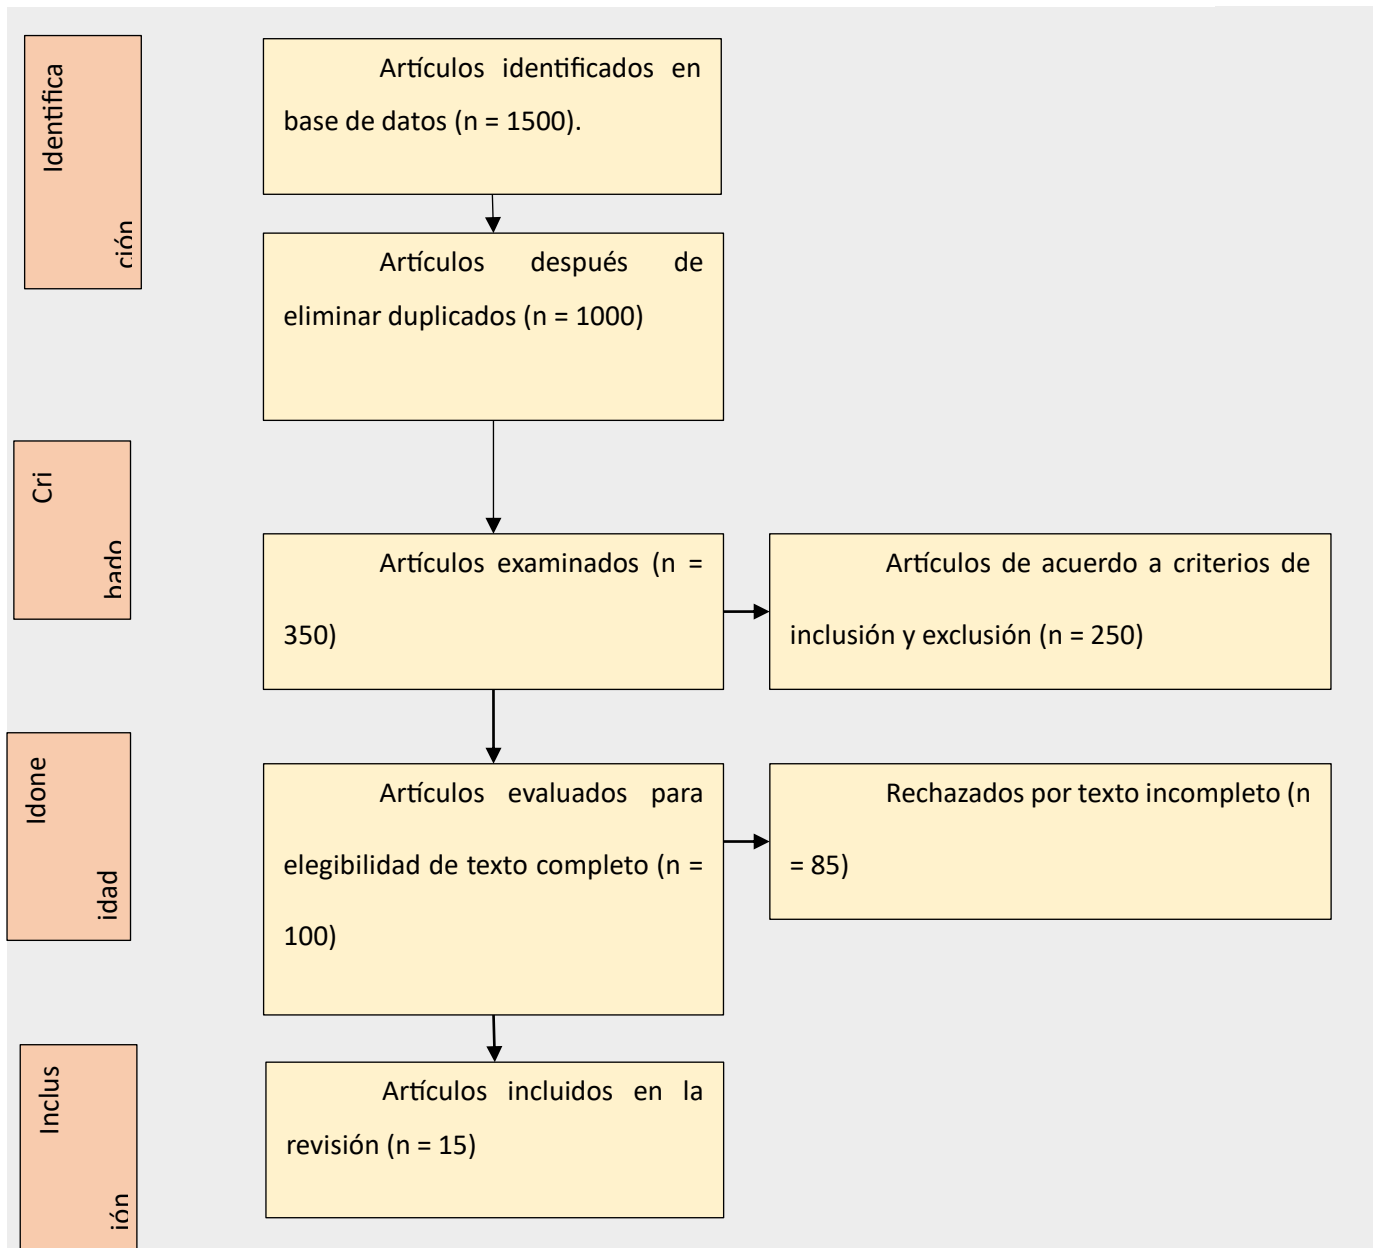 Identifica
ción
Artículos identificados en
base de datos (n = 1500).
Artículos después de
eliminar duplicados (n = 1000)
Cri
bado
Artículos examinados (n =
350)
Artículos de acuerdo a criterios de
inclusión y exclusión (n = 250)
Idone
idad
Artículos evaluados para
elegibilidad de texto completo (n =
100)
Rechazados por texto incompleto (n
= 85)
Inclus
ión
Artículos incluidos en la
revisión (n = 15)